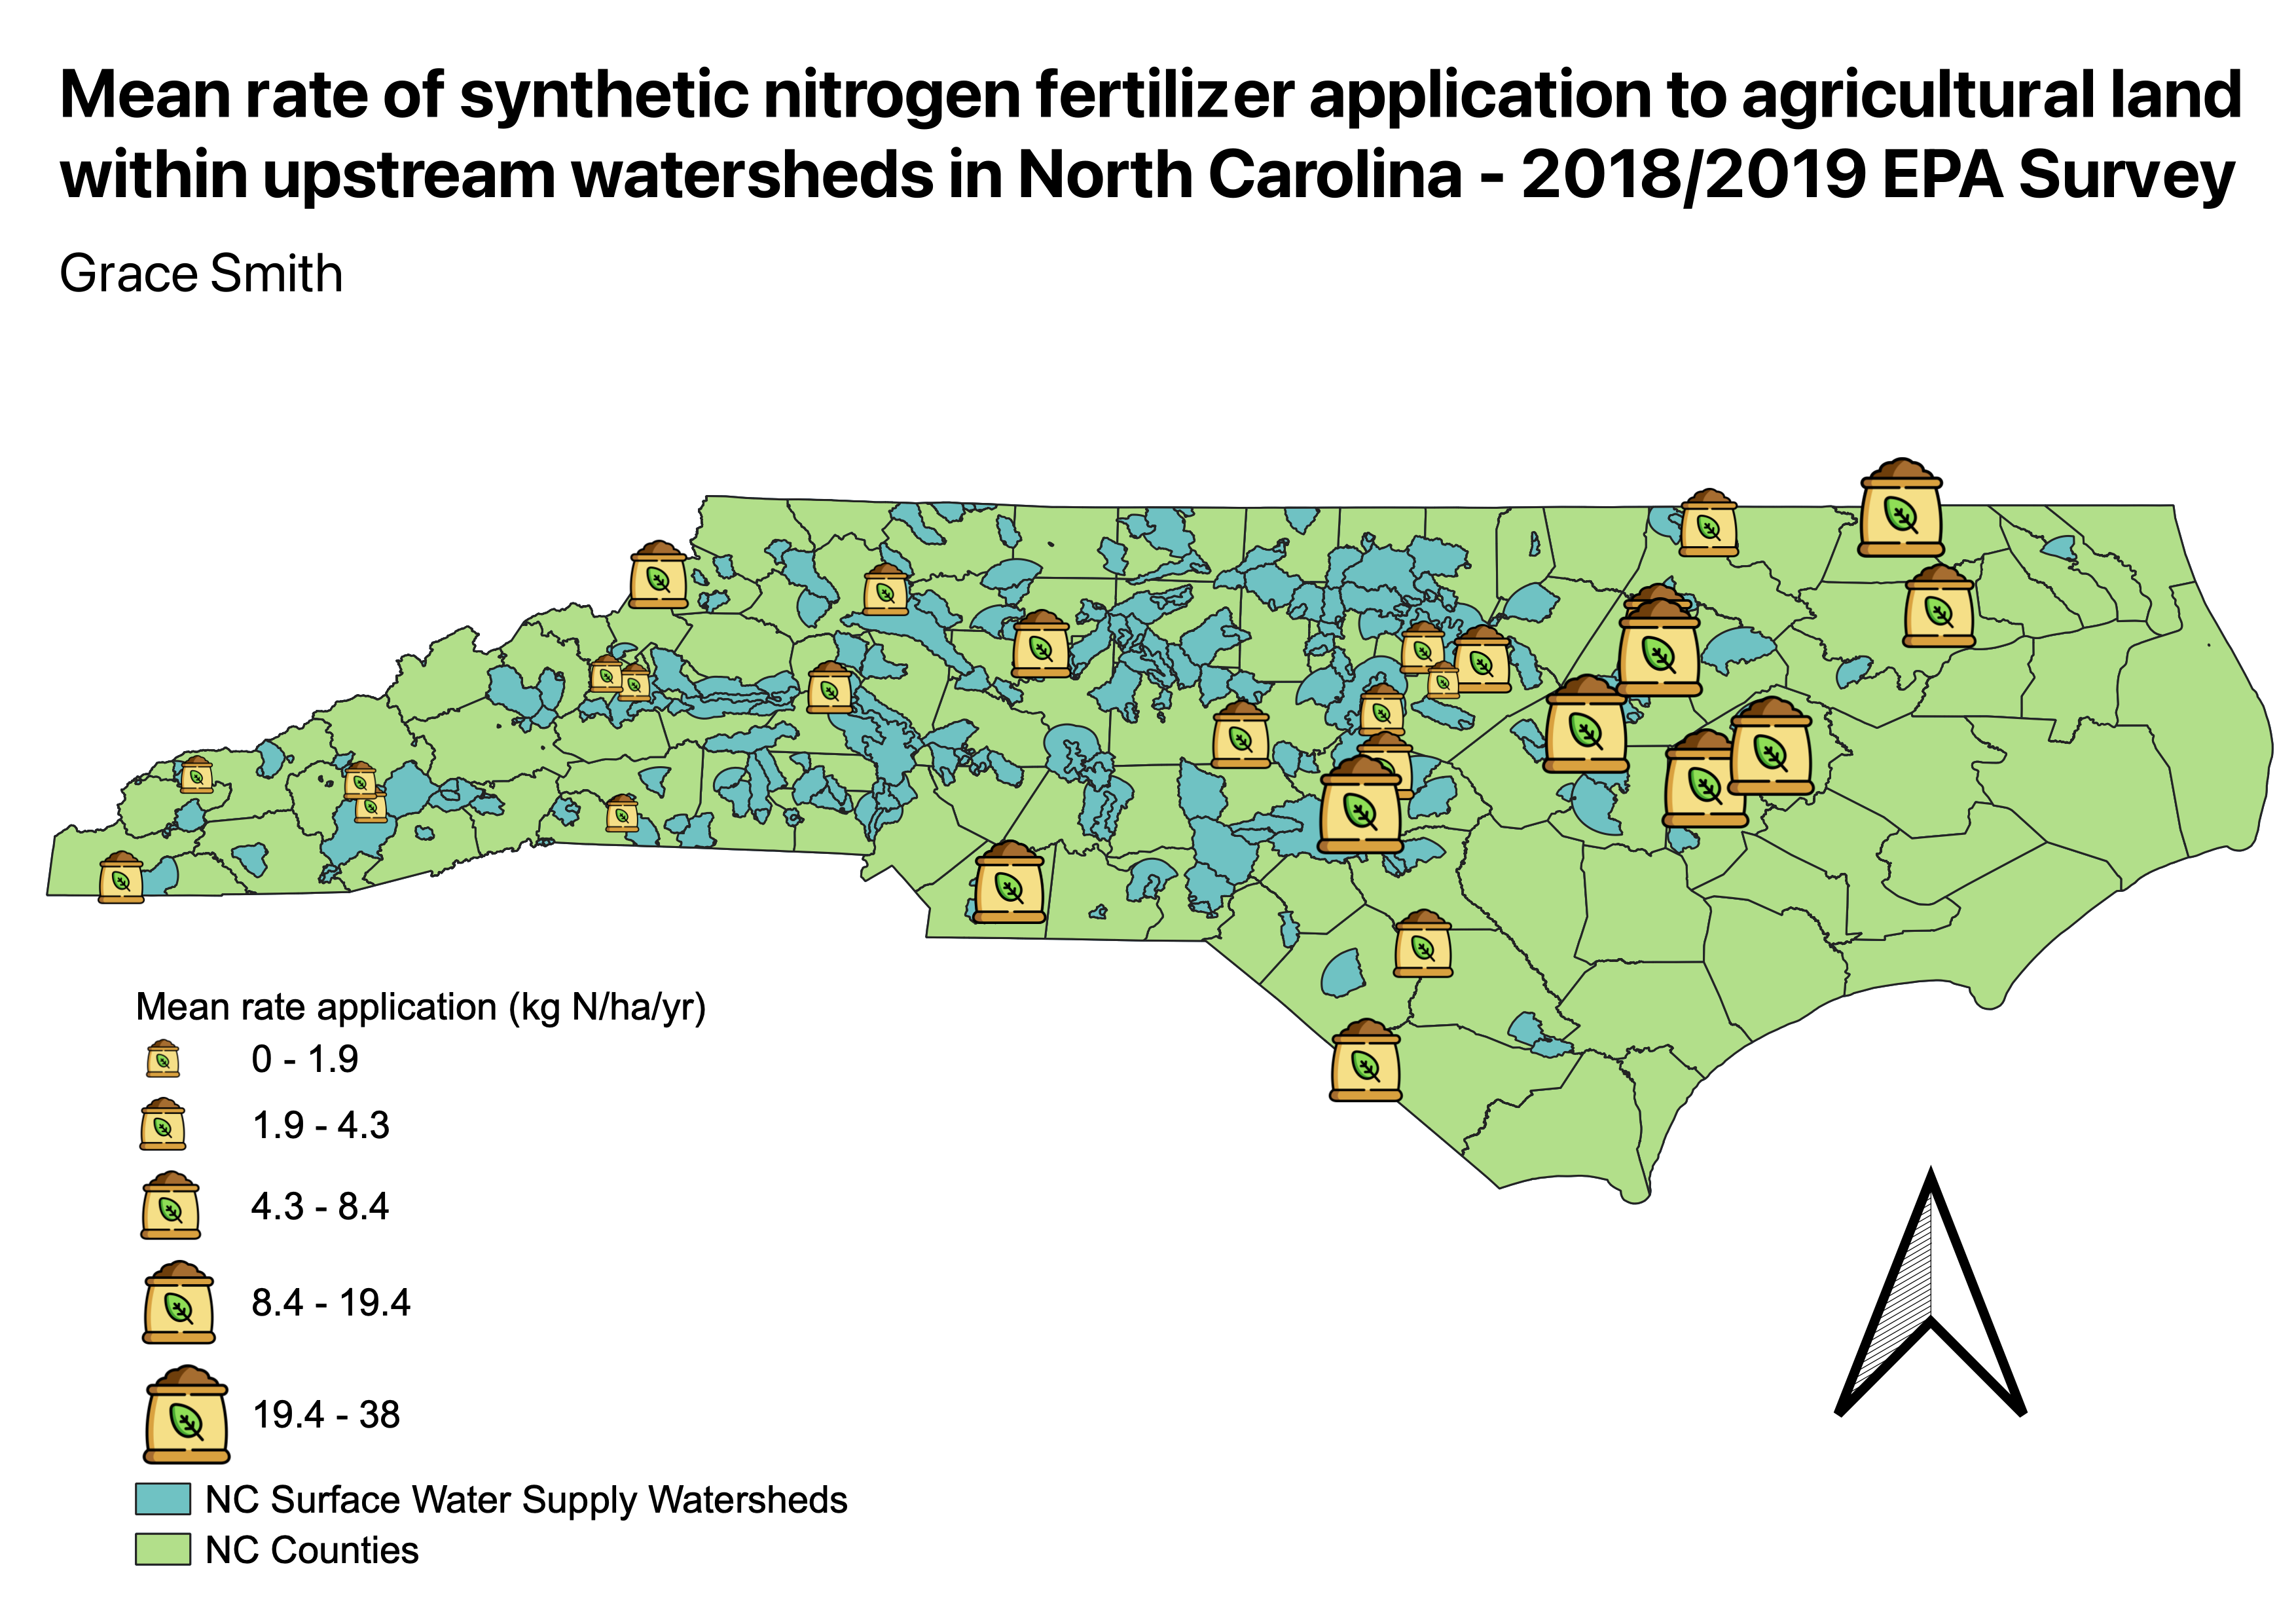 Mean rate of synthetic nitrogen fertilizer application to agricultural land
within upstream watersheds in North Carolina - 2018/2019 EPA Survey
Grace Smith
Mean rate application (kg N/ha/yr)
0 - 1.9
1.9 - 4.3
4.3 - 8.4
8.4 - 19.4
19.4 - 38
NC Surface Water Supply Watersheds
NC Counties